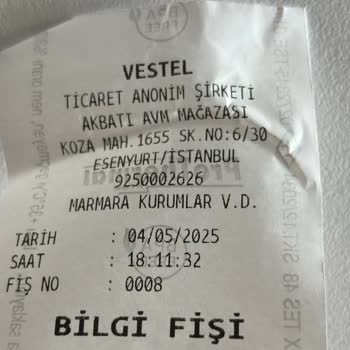 VESTEL
TİCARET ANONİM ŞİRKETİ
AKBATI AVM MAĞAZASI
KOZA MAH.1655 SK.NO:6/30
ESENYURT/İSTANBUL
9250002626
MARMARA KURUMLAR V.D.
TARİH : 04/05/2025
SAAT : 18:11:32
FİŞ NO : 0008
BİLGİ FİŞİ